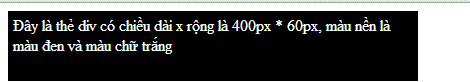 Đây là thẻ div có chiều dài x rộng là 400px * 60px, màu nền là
màu đen và màu chữ trắng